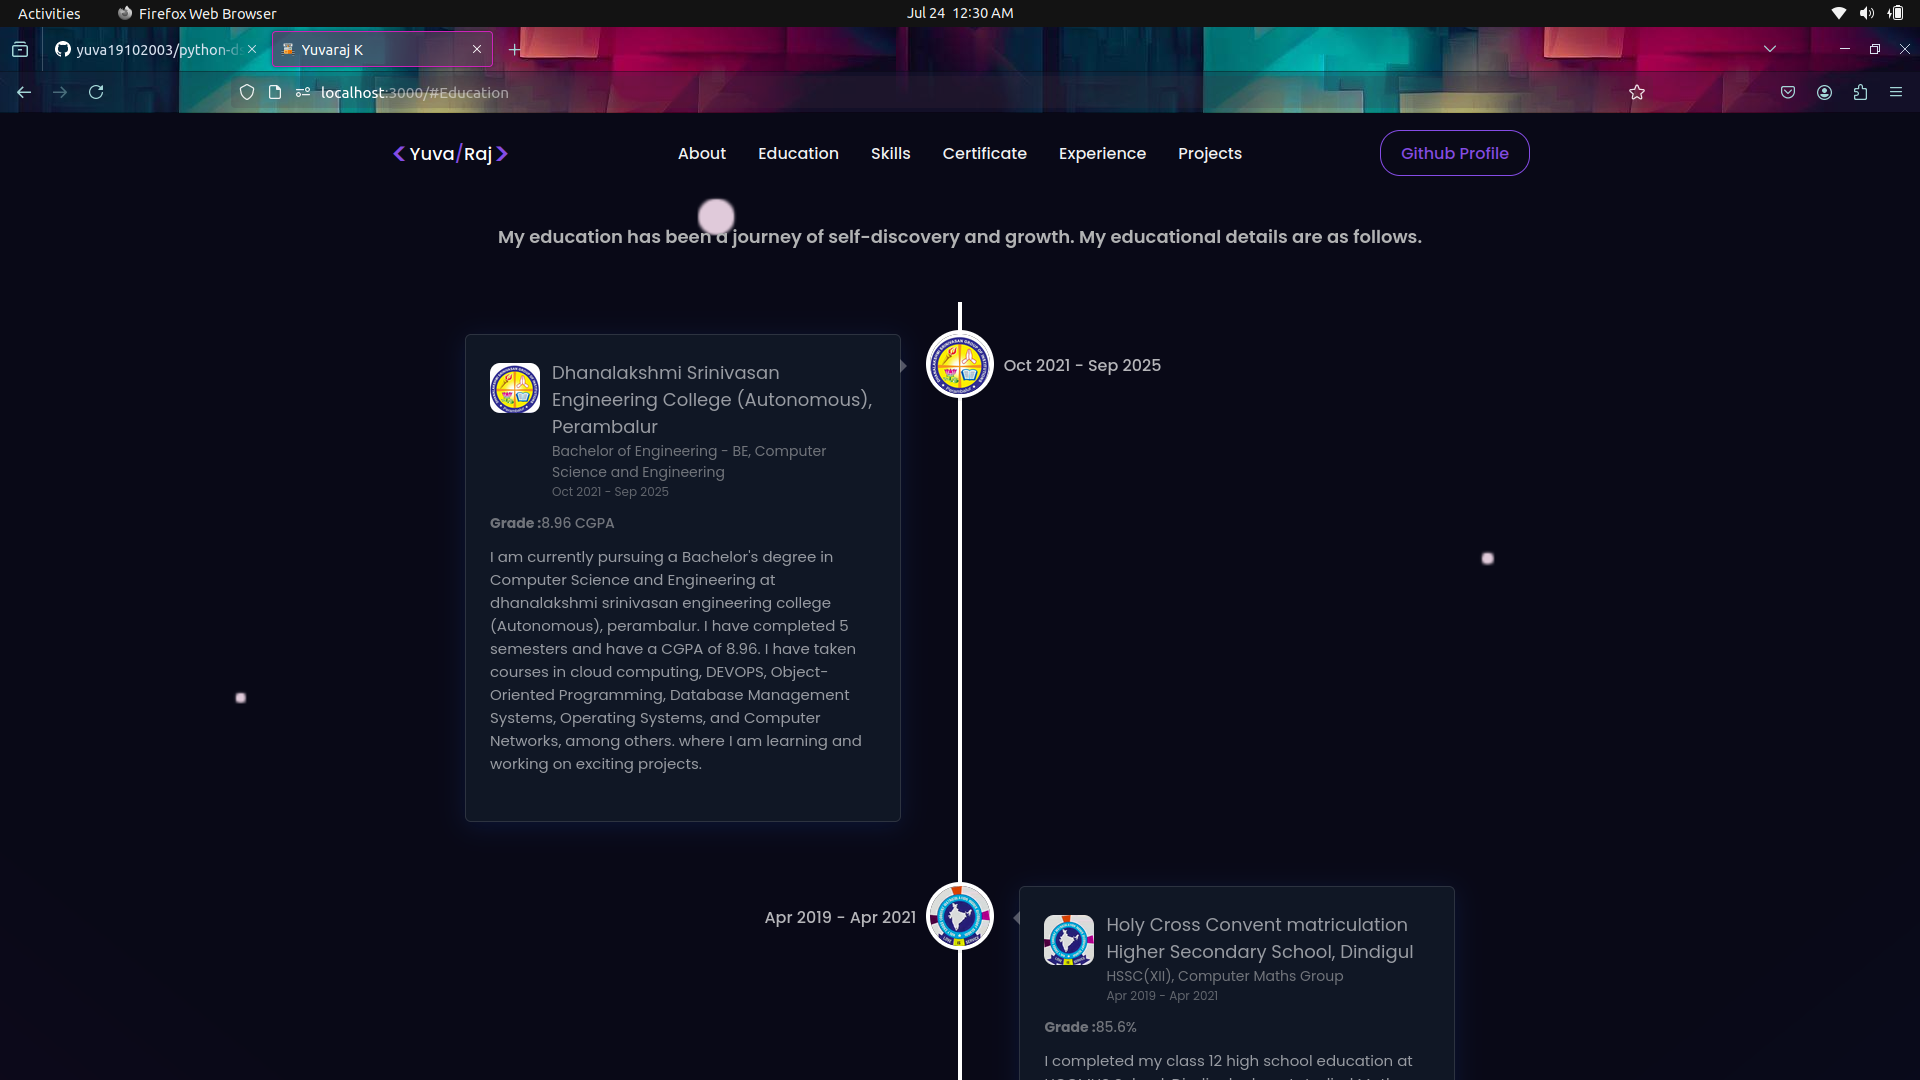 Activities
Firefox Web Browser
Jul 24 12:30 AM
yuva19102003/python-ds
Yuvaraj K
localhost:3000/#Education
<Yuva/Raj>
About
Education
Skills
Certificate
Experience
Projects
Github Profile
My education has been a journey of self-discovery and growth. My educational details are as follows.
Dhanalakshmi Srinivasan
Engineering College (Autonomous),
Perambalur
Bachelor of Engineering - BE, Computer
Science and Engineering
Oct 2021 - Sep 2025
Grade :8.96 CGPA
I am currently pursuing a Bachelor's degree in
Computer Science and Engineering at
dhanalakshmi srinivasan engineering college
(Autonomous), perambalur. I have completed 5
semesters and have a CGPA of 8.96. I have taken
courses in cloud computing, DEVOPS, Object-
Oriented Programming, Database Management
Systems, Operating Systems, and Computer
Networks, among others. where I am learning and
working on exciting projects.
Oct 2021 - Sep 2025
Apr 2019 - Apr 2021
Holy Cross Convent matriculation
Higher Secondary School, Dindigul
HSSC(XII), Computer Maths Group
Apr 2019 - Apr 2021
Grade :85.6%
I completed my class 12 high school education at